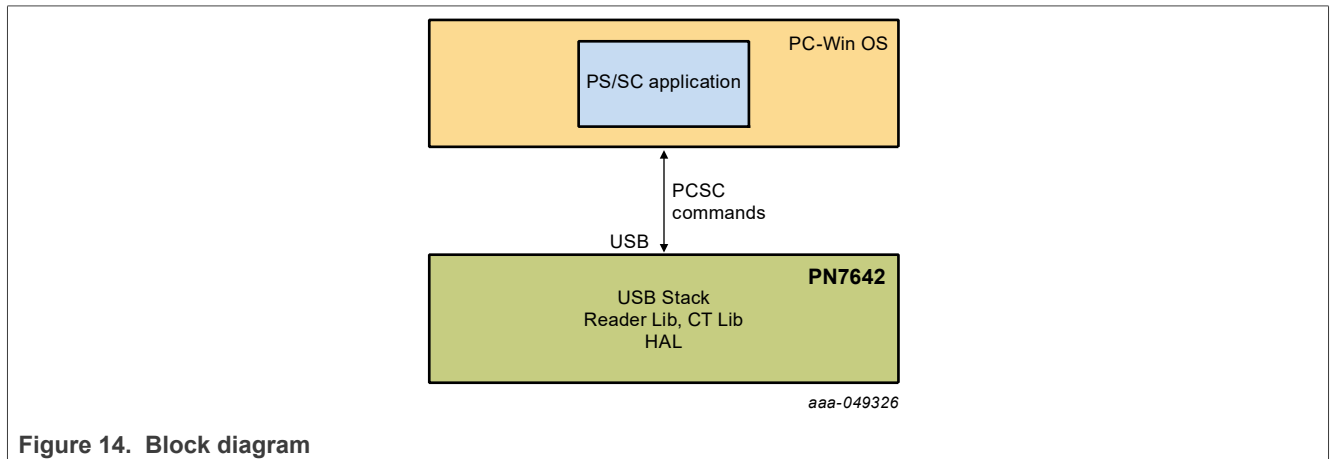 PC-Win OS
PS/SC application
PCSC
commands
USB
PN7642
USB Stack
Reader Lib, CT Lib
HAL
aaa-049326
Figure 14. Block diagram